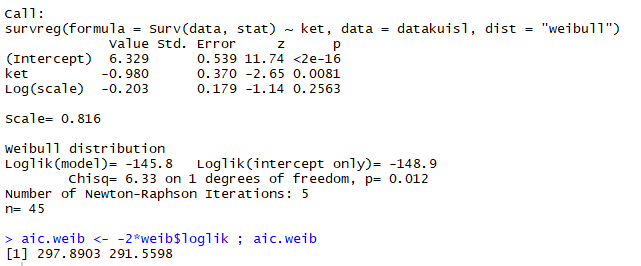 Call:
survreg(formula = Surv(data, stat) ~ ket, data = datakuisl, dist = "weibull")
Value Std. Error z p
(Intercept) 6.329 0.539 11.74 <2e-16
ket -0.980 0.370 -2.65 0.0081
Log(scale) -0.203 0.179 -1.14 0.2563
Scale= 0.816
Weibull distribution
Loglik(model)= -145.8 Loglik(intercept only)= -148.9
Chisq= 6.33 on 1 degrees of freedom, p= 0.012
Number of Newton-Raphson Iterations: 5
n= 45
> aic.weib <- -2*weib$loglik ; aic.weib
[1] 297.8903 291.5598